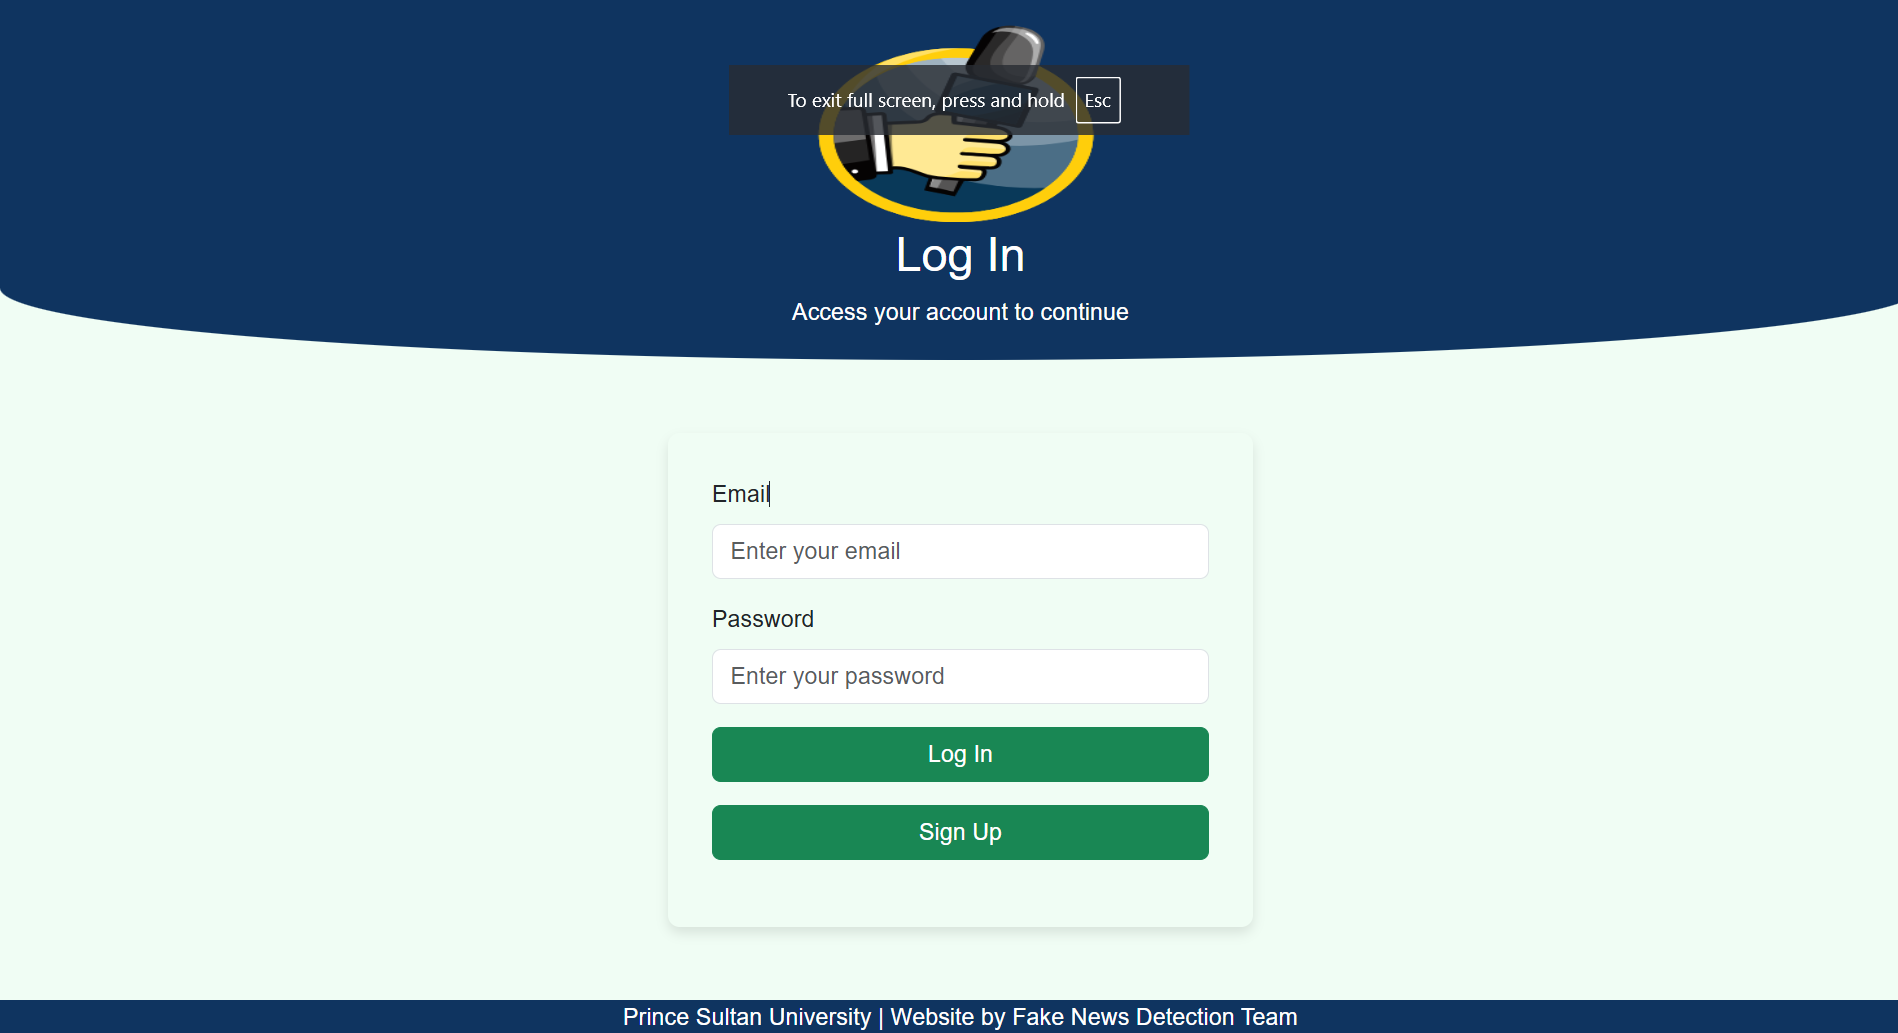 To exit full screen, press and hold Esc
Log In
Access your account to continue
Email
Enter your email
Password
Enter your password
Log In
Sign Up
Prince Sultan University | Website by Fake News Detection Team